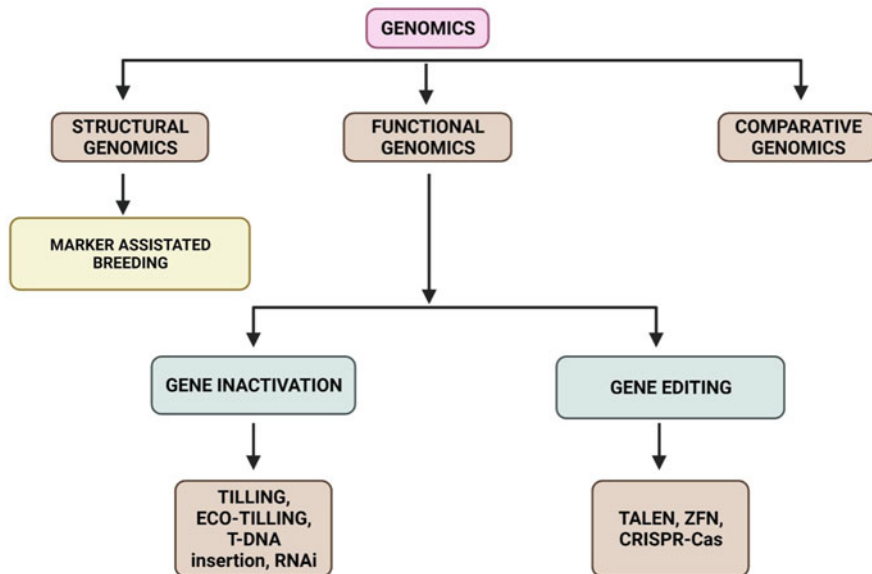 GENOMICS
STRUCTURAL
GENOMICS
FUNCTIONAL
GENOMICS
COMPARATIVE
GENOMICS
MARKER ASSISTATED
BREEDING
GENE INACTIVATION
GENE EDITING
TILLING,
ECO-TILLING,
T-DNA
insertion, RNAi
TALEN, ZFN,
CRISPR-Cas